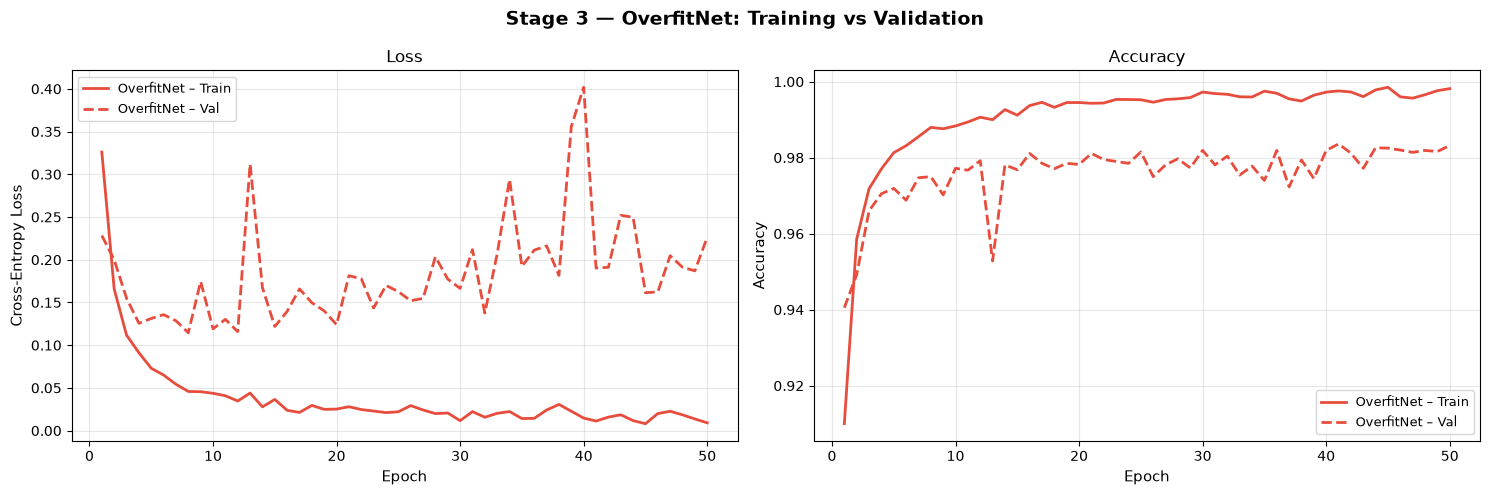 Stage 3 — OverfitNet: Training vs Validation
Loss
OverfitNet – Train
OverfitNet – Val
Cross-Entropy Loss
0.40
0.35
0.30
0.25
0.20
0.15
0.10
0.05
0.00
0 10 20 30 40 50
Epoch
Accuracy
Accuracy
1.00
0.98
0.96
0.94
0.92
OverfitNet – Train
OverfitNet – Val
0 10 20 30 40 50
Epoch